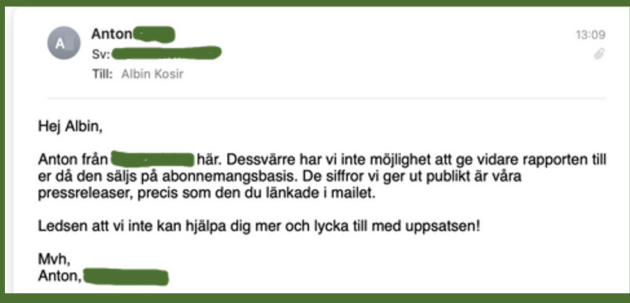 A
Anton
13:09
Sv:
Till: Albin Kosir
Hej Albin,
Anton från här. Dessvärre har vi inte möjlighet att ge vidare rapporten till
er då den säljs på abonnemangsbasis. De siffror vi ger ut publikt är våra
pressreleaser, precis som den du länkade i mailet.
Ledsen att vi inte kan hjälpa dig mer och lycka till med uppsatsen!
Mvh,
Anton,